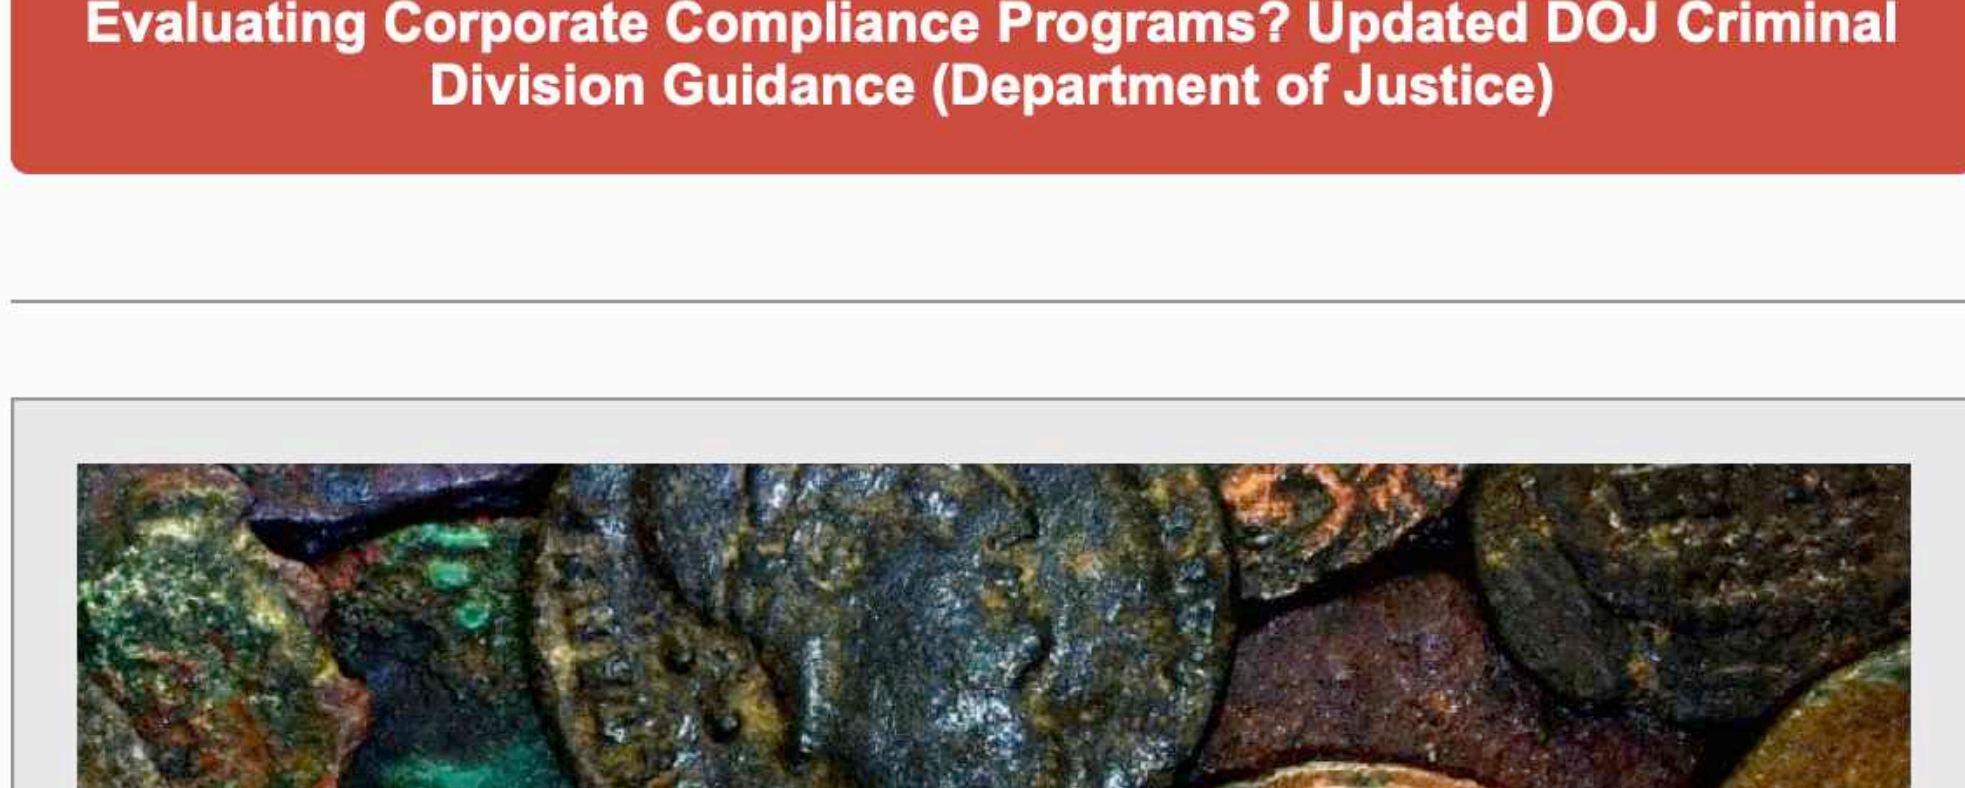 Evaluating Corporate Compliance Programs? Updated DOJ Criminal
Division Guidance (Department of Justice)